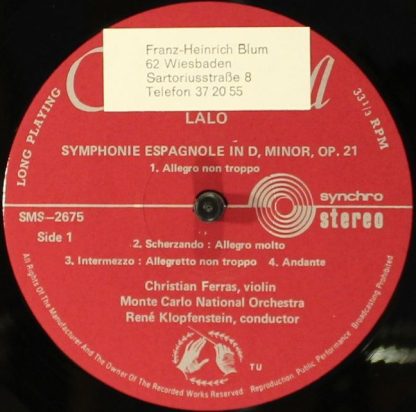 Franz-Heinrich Blum
62 Wiesbaden
Sartoriusstraße 8
Telefon 37 20 55
LONG PLAYING
33 1/3 RPM
LALO
SYMPHONIE ESPAGNOLE IN D, MINOR, OP. 21
1. Allegro non troppo
synchro
stereo
SMS-2675
Side 1
2. Scherzando : Allegro molto
3. Intermezzo : Allegretto non troppo 4. Andante
Christian Ferras, violin
Monte Carlo National Orchestra
René Klopfenstein, conductor
TU
All Rights Of The Manufacturer And The Owner Of The Recorded Works Reserved Reproduction Public Performance Broadcasting Prohibited